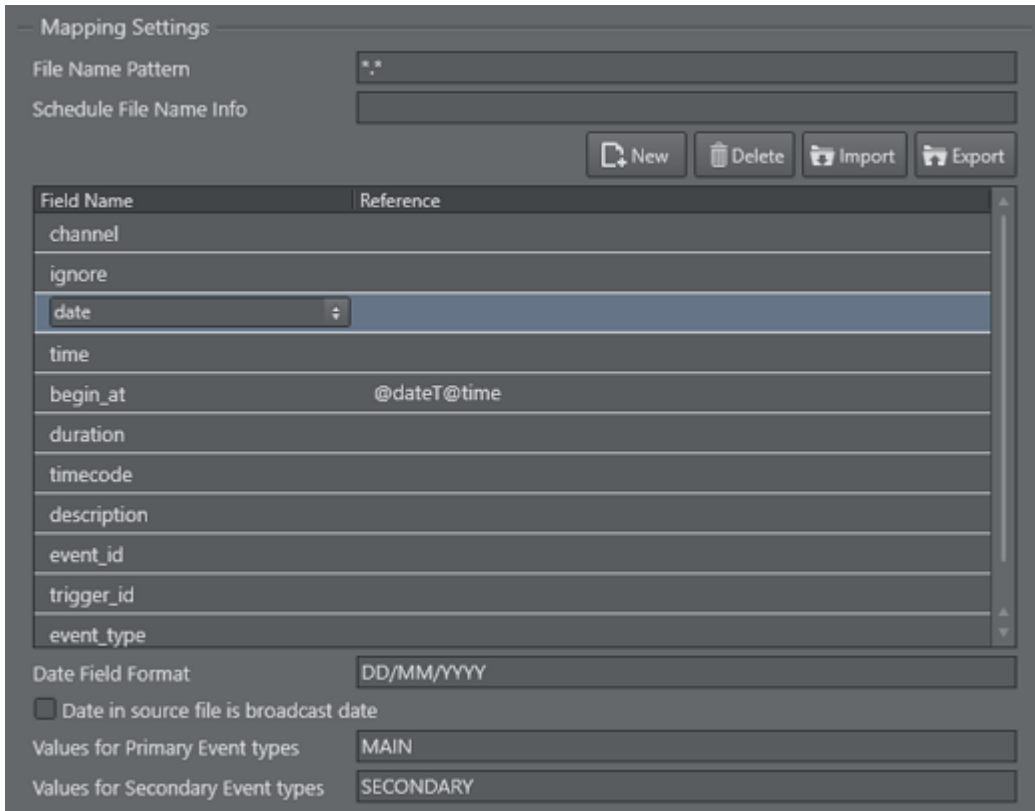 Mapping Settings
File Name Pattern *.*
Schedule File Name Info
New Delete Import Export
Field Name Reference
channel
ignore
date
time
begin_at @dateT@time
duration
timecode
description
event_id
trigger_id
event_type
Date Field Format DD/MM/YYYY
Date in source file is broadcast date
Values for Primary Event types MAIN
Values for Secondary Event types SECONDARY